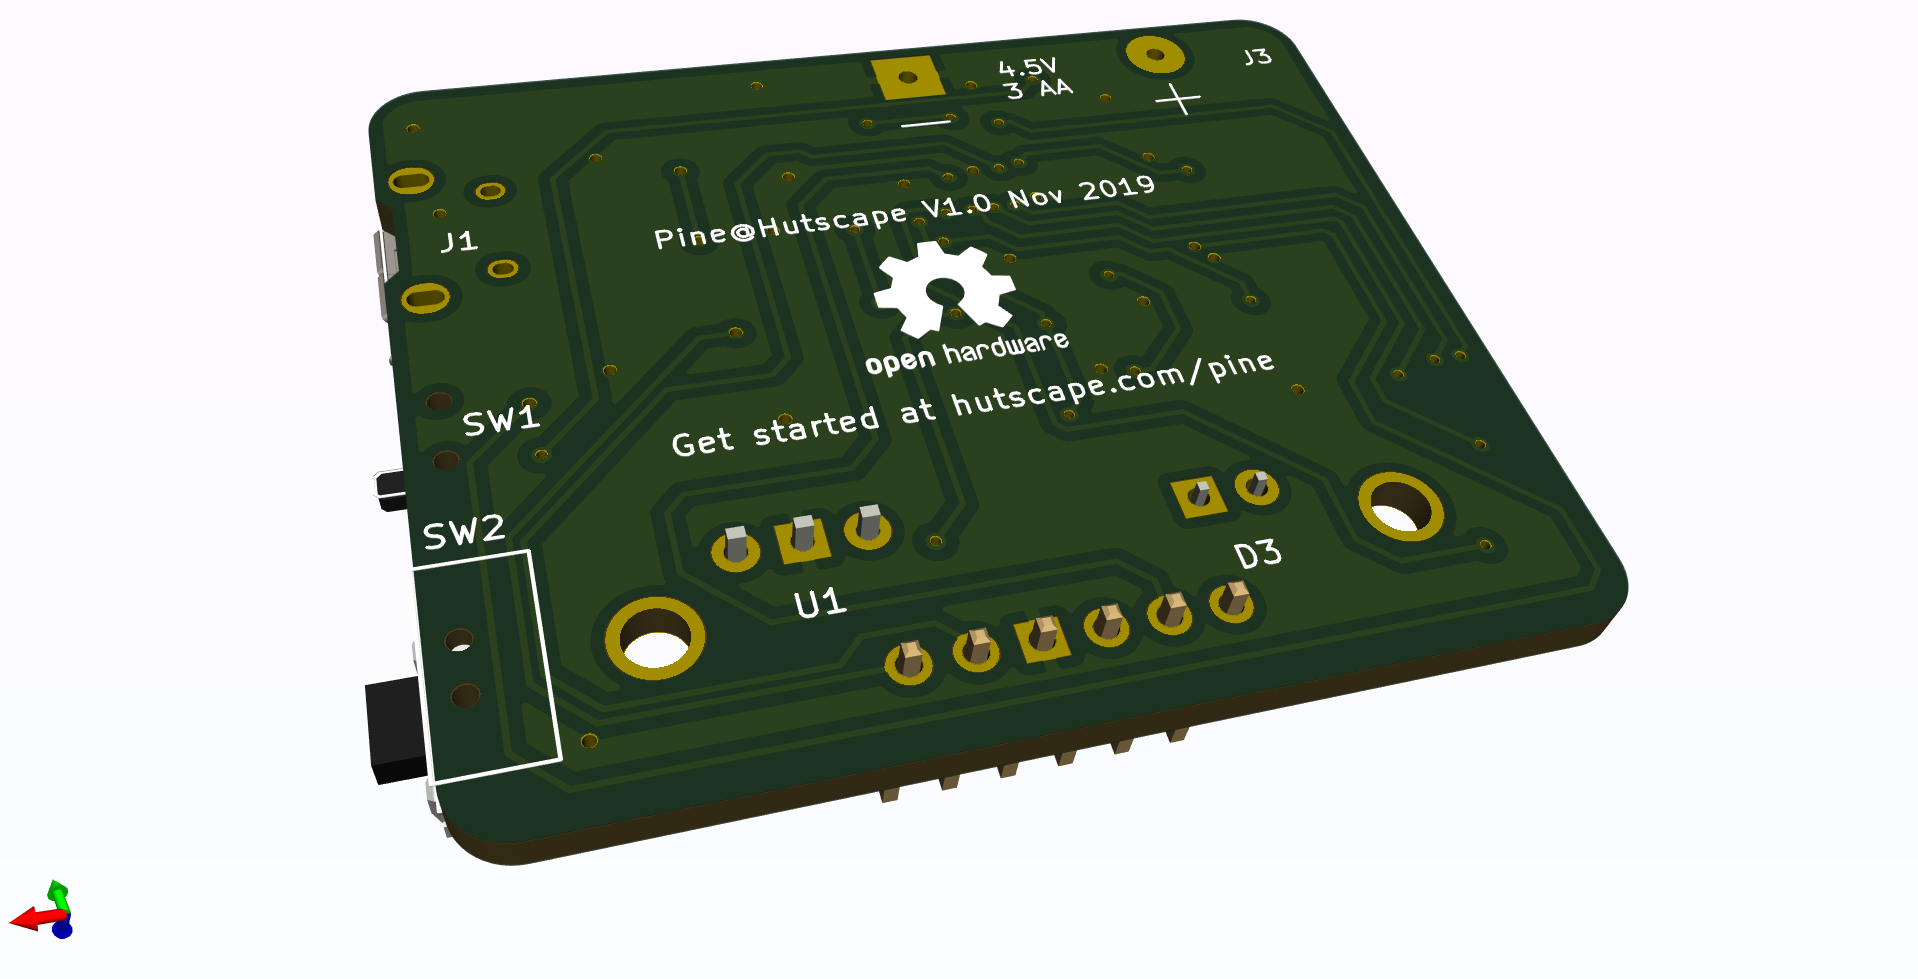 J3
4.5V
3 AA
+
—
Pine@Hutscape V1.0 Nov 2019
J1
open hardware
Get started at hutscape.com/pine
SW1
SW2
D3
U1